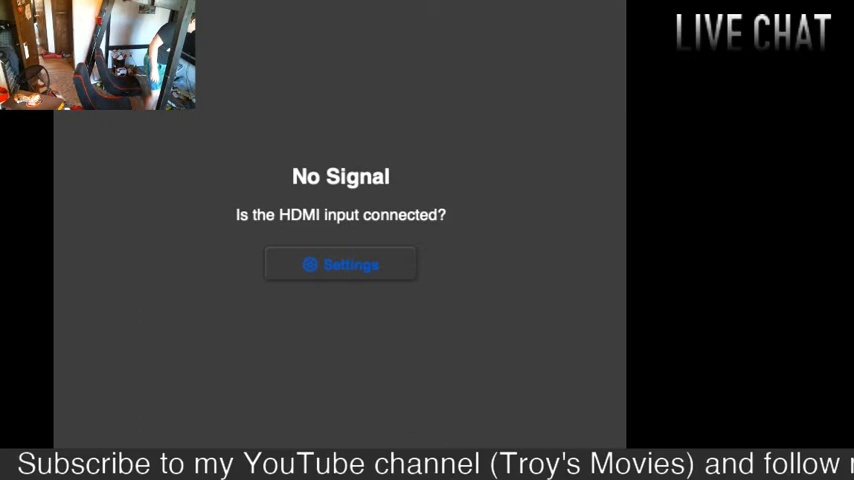 LIVE CHAT
No Signal
Is the HDMI input connected?
Settings
Subscribe to my YouTube channel (Troy's Movies) and follow